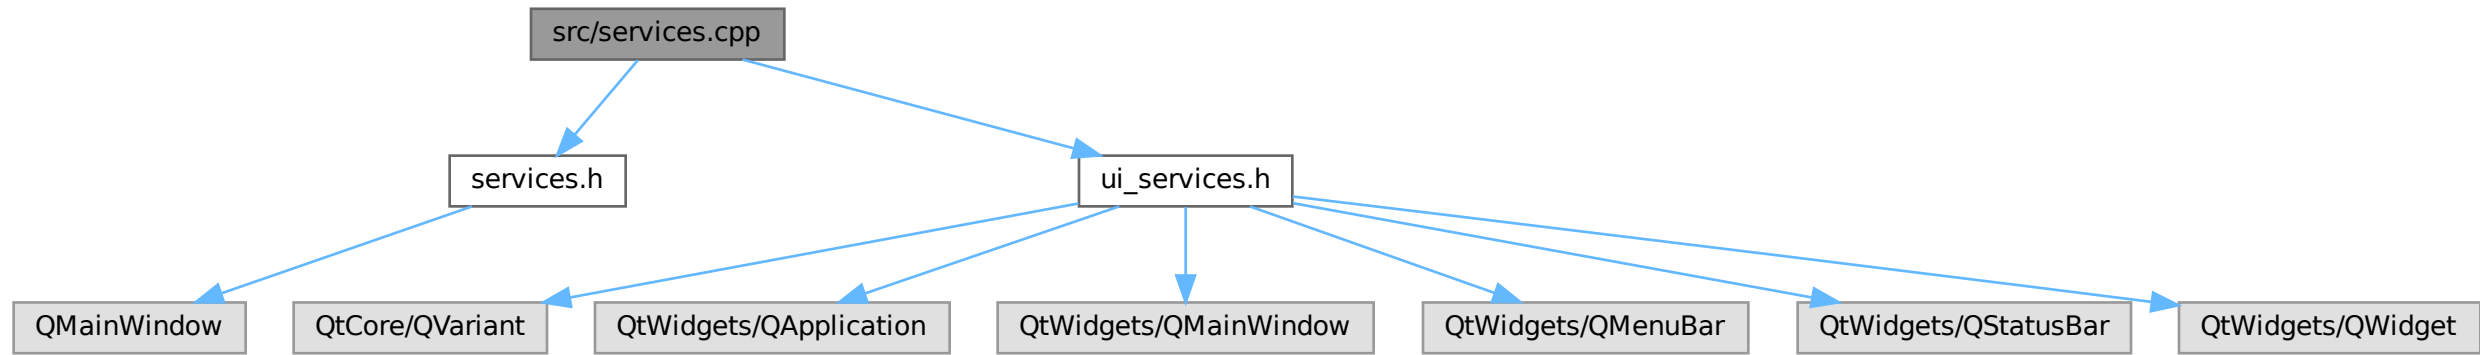 src/services.cpp
services.h
ui_services.h
QMainWindow
QtCore/QVariant
QtWidgets/QApplication
QtWidgets/QMainWindow
QtWidgets/QMenuBar
QtWidgets/QStatusBar
QtWidgets/QWidget